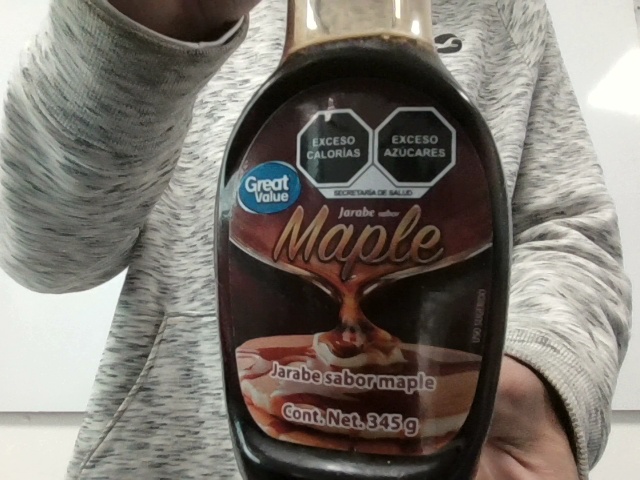 EXCESO
CALORÍAS
EXCESO
AZÚCARES
SECRETARÍA DE SALUD
Great
Value
Jarabe sabor
Maple
Jarabe sabor maple
Cont. Net. 345 g